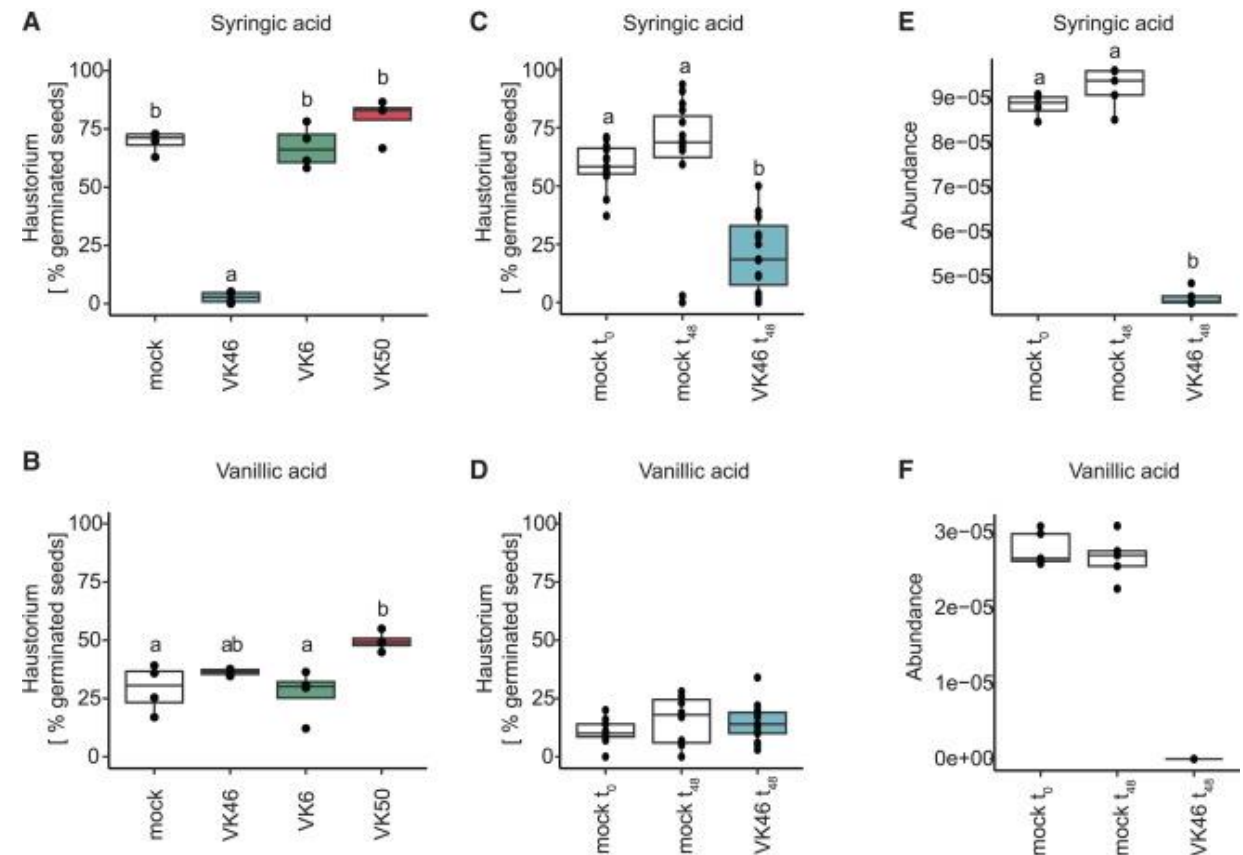 A
Syringic acid
Haustorium
[ % germinated seeds]
100
75
50
25
0
b
a
b
b
mock
VK46
VK6
VK50
C
Syringic acid
Haustorium
[ % germinated seeds]
100
75
50
25
0
a
a
b
mock t0
mock t48
VK46 t48
E
Syringic acid
Abundance
9e−05
8e−05
7e−05
6e−05
5e−05
a
a
b
mock t0
mock t48
VK46 t48
B
Vanillic acid
Haustorium
[ % germinated seeds]
100
75
50
25
0
a
ab
a
b
mock
VK46
VK6
VK50
D
Vanillic acid
Haustorium
[ % germinated seeds]
100
75
50
25
0
mock t0
mock t48
VK46 t48
F
Vanillic acid
Abundance
3e−05
2e−05
1e−05
0e+00
mock t0
mock t48
VK46 t48